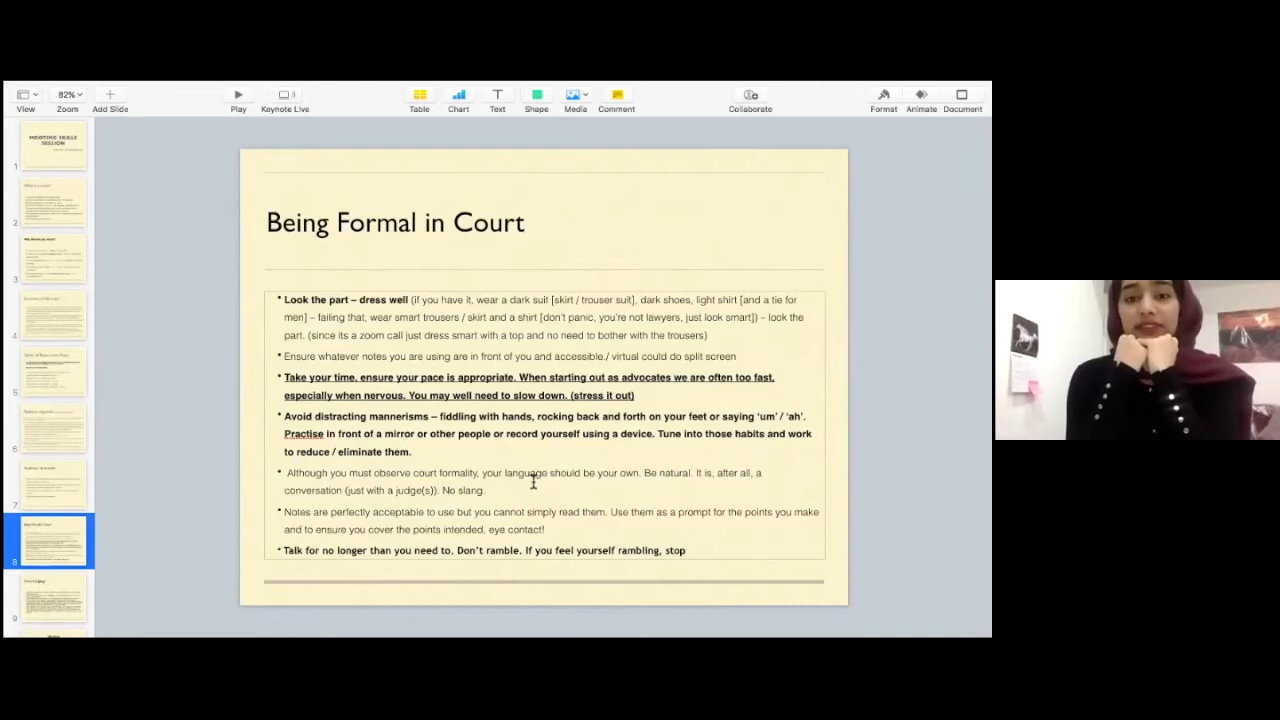 82%
View
Zoom
Add Slide
Play
Keynote Live
Table
Chart
Text
Shape
Media
Comment
Collaborate
Format
Animate
Document
MOOTING SKILLS
SESSION
1
2
3
4
5
6
7
8
9
Being Formal in Court
• Look the part – dress well (if you have it, wear a dark suit [skirt / trouser suit], dark shoes, light shirt [and a tie for
men] – failing that, wear smart trousers / skirt and a shirt [don't panic, you're not lawyers, just look smart]) – look the
part. (since its a zoom call just dress smart with a top and no need to bother with the trousers)
• Ensure whatever notes you are using are in front of you and accessible./ virtual could do split screen
• Take your time, ensure your pace is appropriate. When starting out as advocates we are often too fast,
especially when nervous. You may well need to slow down. (stress it out)
• Avoid distracting mannerisms – fiddling with hands, rocking back and forth on your feet or saying 'um' / 'ah'.
Practise in front of a mirror or other people or record yourself using a device. Tune into those habits and work
to reduce / eliminate them.
• Although you must observe court formality, your language should be your own. Be natural. It is, after all, a
conversation (just with a judge(s)). No slang.
• Notes are perfectly acceptable to use but you cannot simply read them. Use them as a prompt for the points you make
and to ensure you cover the points intended. eye contact!
• Talk for no longer than you need to. Don't ramble. If you feel yourself rambling, stop